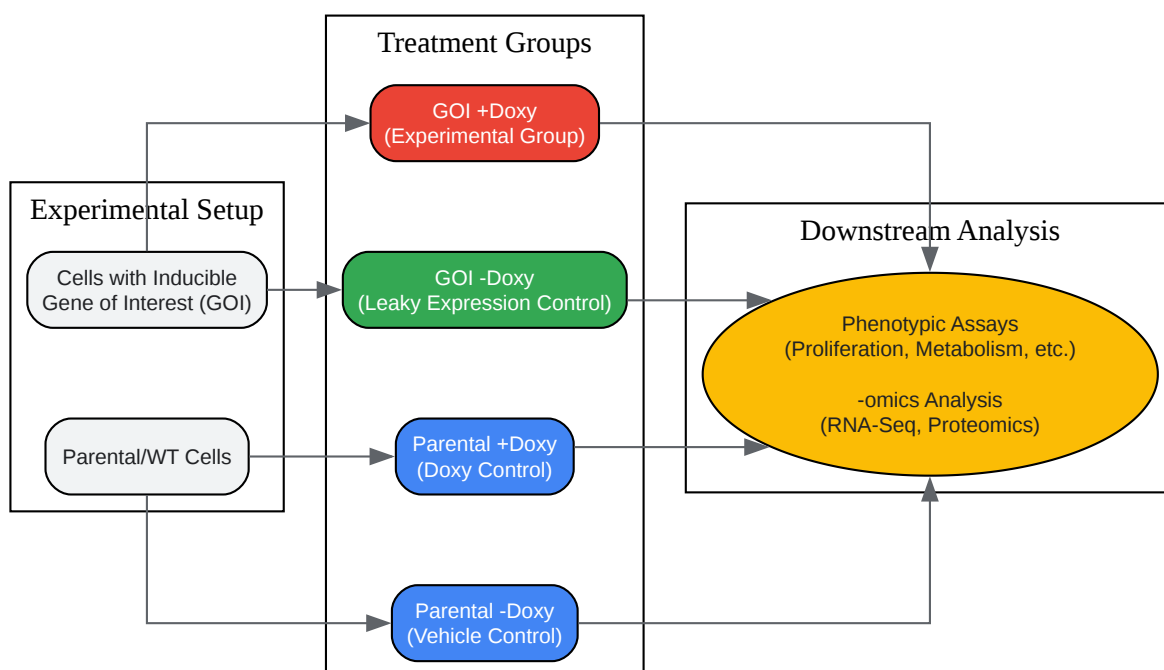 Experimental Setup
Cells with Inducible
Gene of Interest (GOI)
Parental/WT Cells
Treatment Groups
GOI +Doxy
(Experimental Group)
GOI -Doxy
(Leaky Expression Control)
Parental +Doxy
(Doxy Control)
Parental -Doxy
(Vehicle Control)
Downstream Analysis
Phenotypic Assays
(Proliferation, Metabolism, etc.)
-omics Analysis
(RNA-Seq, Proteomics)